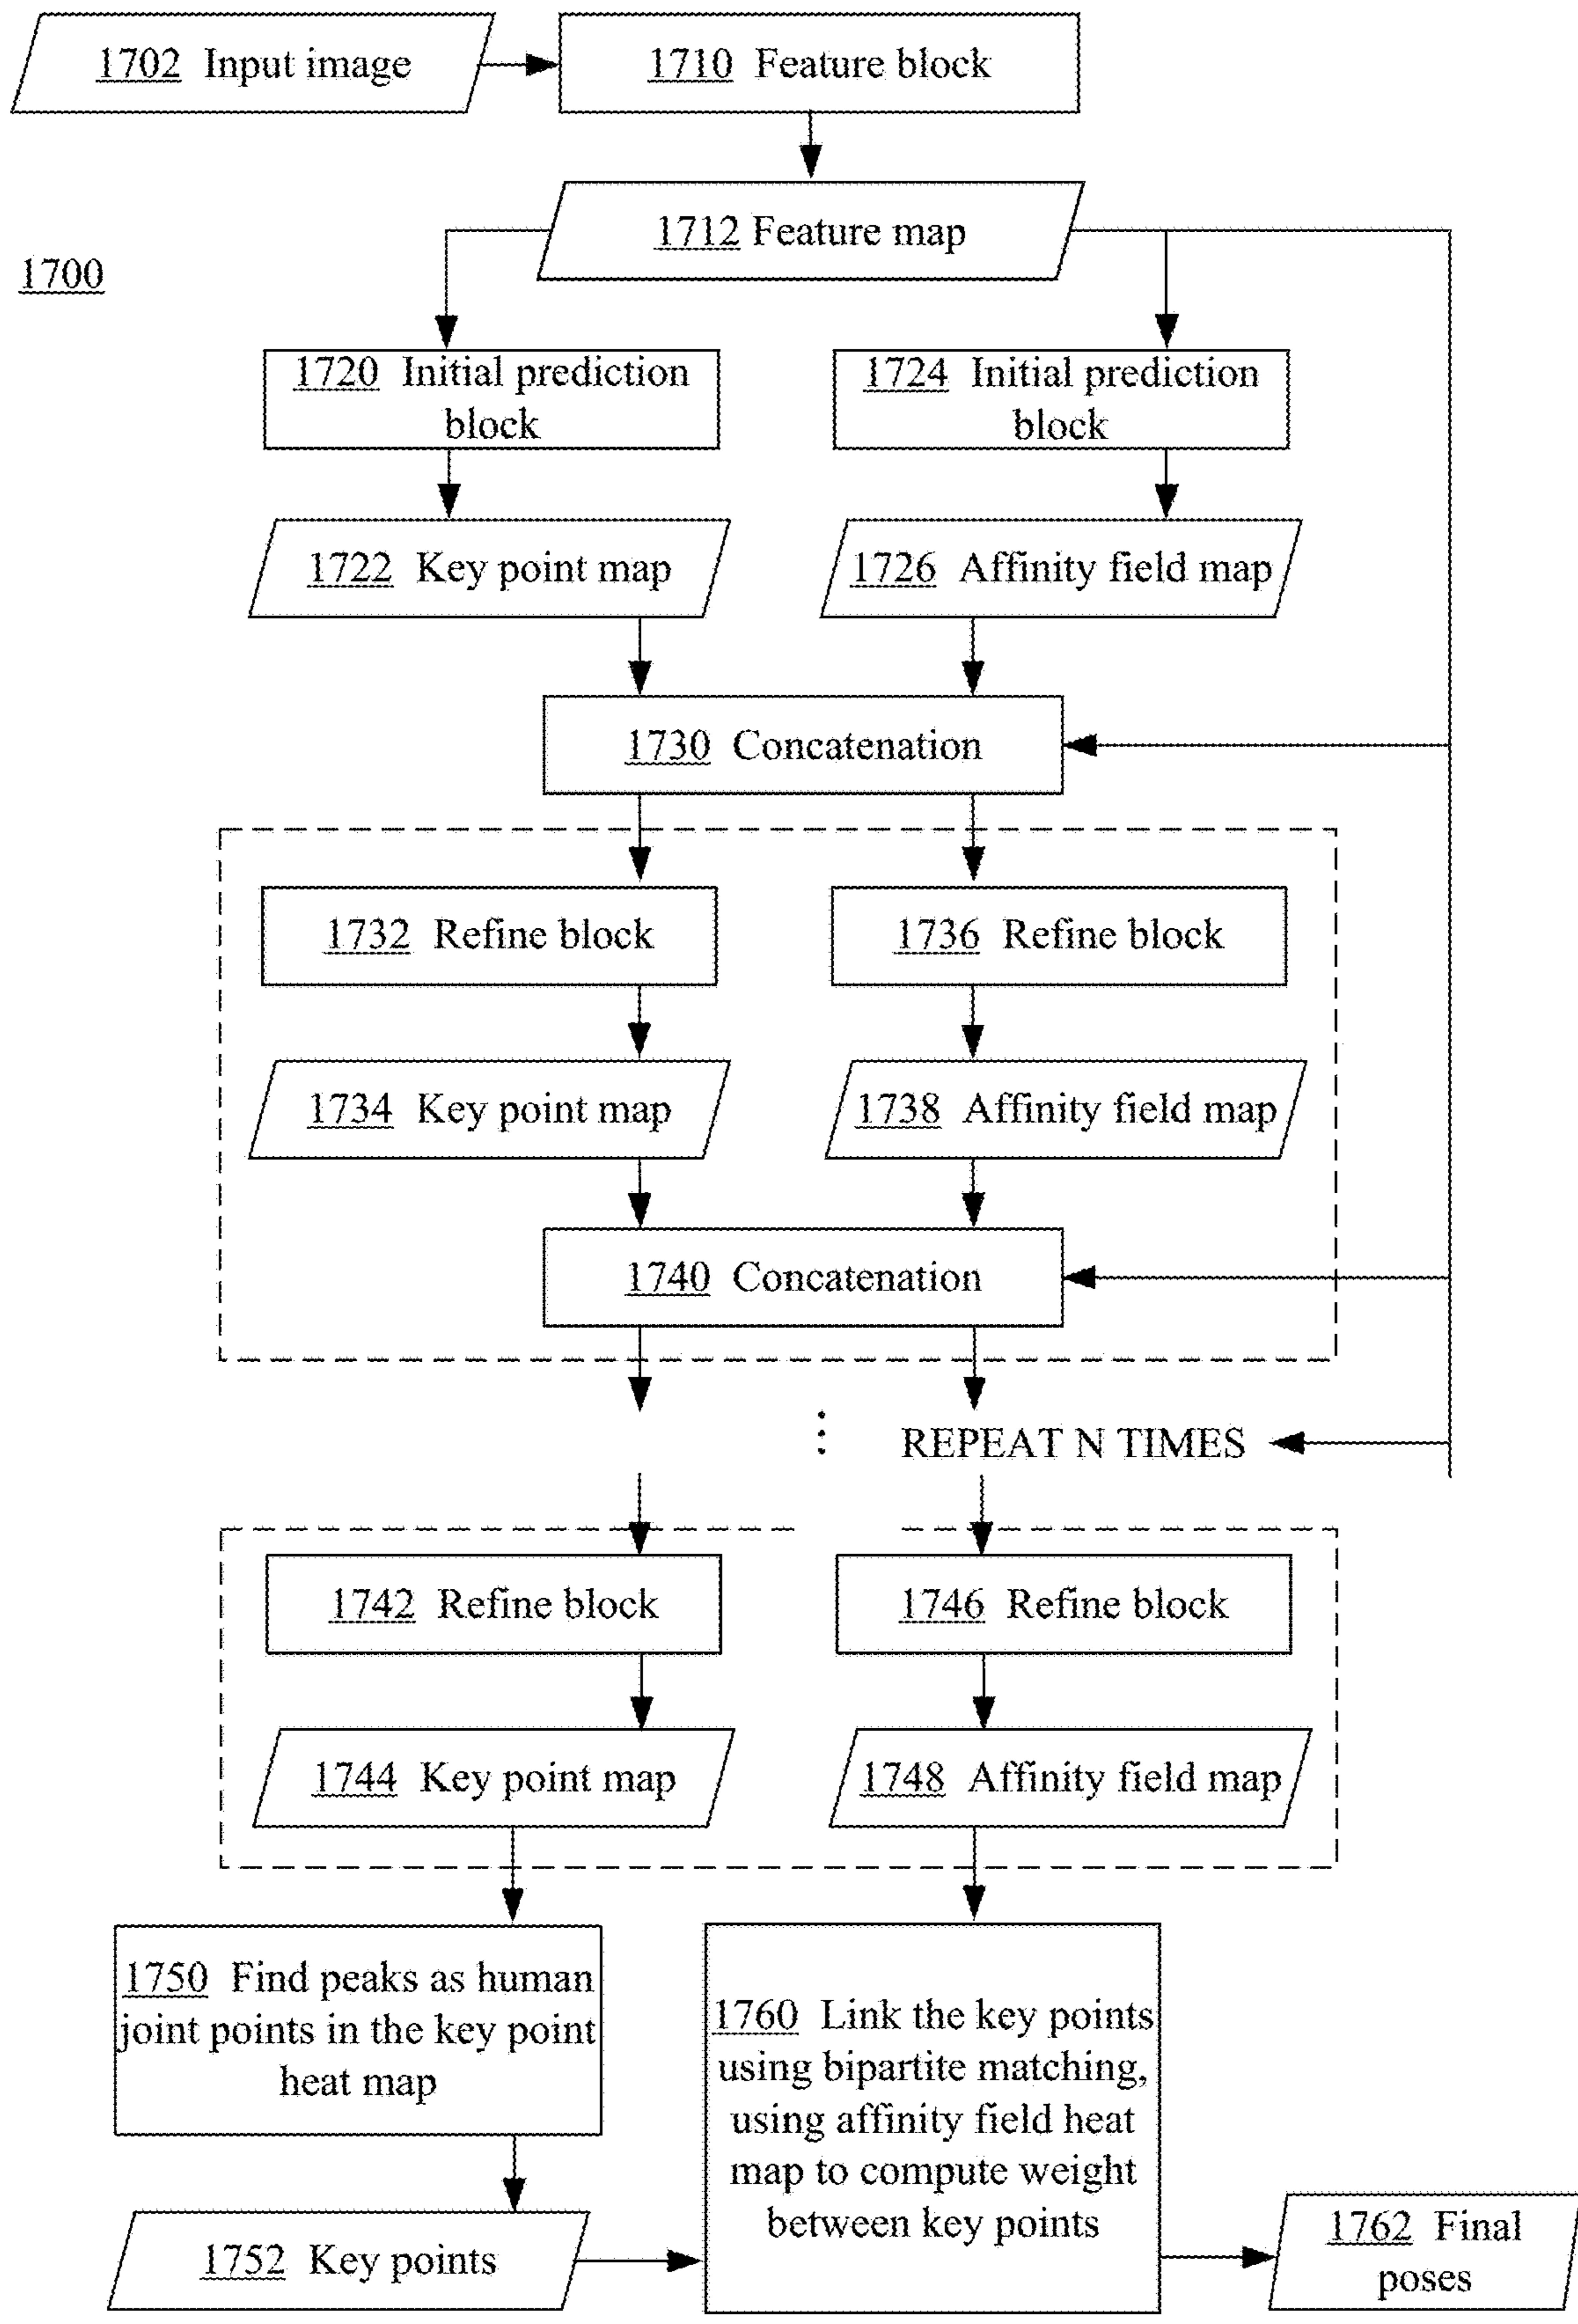 1702 Input image
1710 Feature block
1712 Feature map
1700
1720 Initial prediction
block
1724 Initial prediction
block
1722 Key point map
1726 Affinity field map
1730 Concatenation
1732 Refine block
1736 Refine block
1734 Key point map
1738 Affinity field map
1740 Concatenation
⋮ REPEAT N TIMES
1742 Refine block
1746 Refine block
1744 Key point map
1748 Affinity field map
1750 Find peaks as human
joint points in the key point
heat map
1760 Link the key points
using bipartite matching,
using affinity field heat
map to compute weight
between key points
1752 Key points
1762 Final
poses